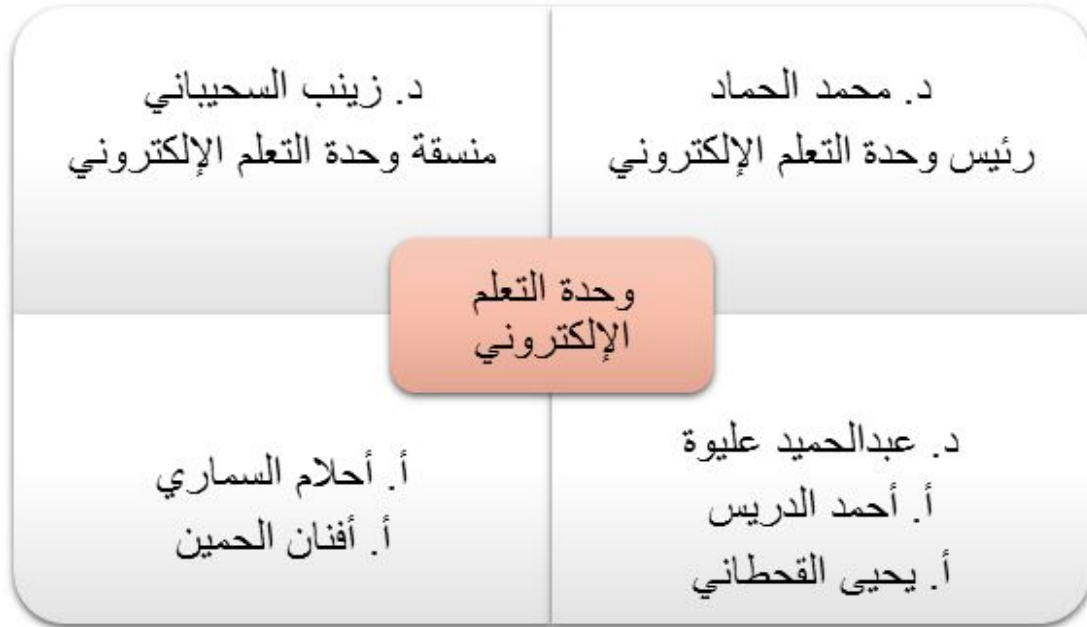 د. محمد الحماد
رئيس وحدة التعلم الإلكتروني
د. زينب السحيباني
منسقة وحدة التعلم الإلكتروني
وحدة التعلم
الإلكتروني
د. عبدالحميد عليوة
أ. أحمد الدريس
أ. يحيى القحطاني
أ. أحلام السماري
أ. أفنان الحمين